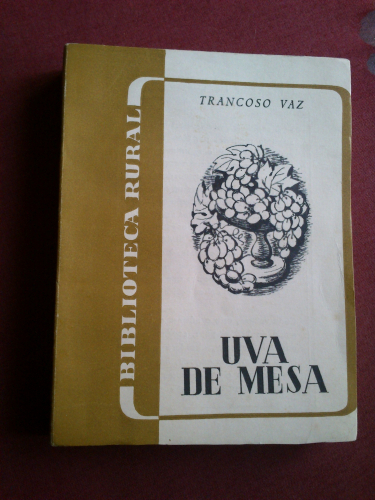 BIBLIOTECA RURAL
TRANCOSO VAZ
UVA
DE MESA